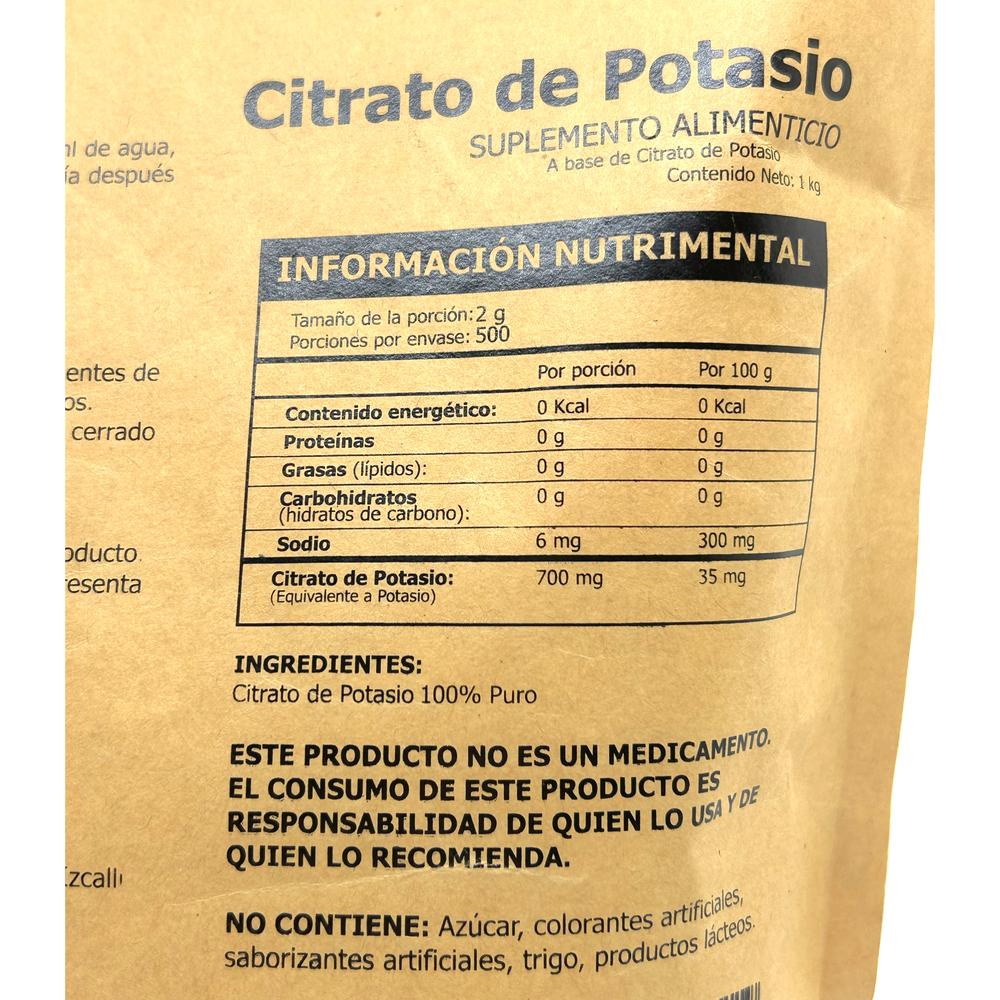 Citrato de Potasio
SUPLEMENTO ALIMENTICIO
A base de Citrato de Potasio
Contenido Neto: 1 kg
ml de agua,
ía después
entes de
os.
cerrado
oducto.
resenta
Izcalli
INFORMACIÓN NUTRIMENTAL
Tamaño de la porción: 2 g
Porciones por envase: 500
Por porción Por 100 g
Contenido energético: 0 Kcal 0 Kcal
Proteínas 0 g 0 g
Grasas (lípidos): 0 g 0 g
Carbohidratos 0 g 0 g
(hidratos de carbono):
Sodio 6 mg 300 mg
Citrato de Potasio: 700 mg 35 mg
(Equivalente a Potasio)
INGREDIENTES:
Citrato de Potasio 100% Puro
ESTE PRODUCTO NO ES UN MEDICAMENTO.
EL CONSUMO DE ESTE PRODUCTO ES
RESPONSABILIDAD DE QUIEN LO USA Y DE
QUIEN LO RECOMIENDA.
NO CONTIENE: Azúcar, colorantes artificiales,
saborizantes artificiales, trigo, productos lácteos.